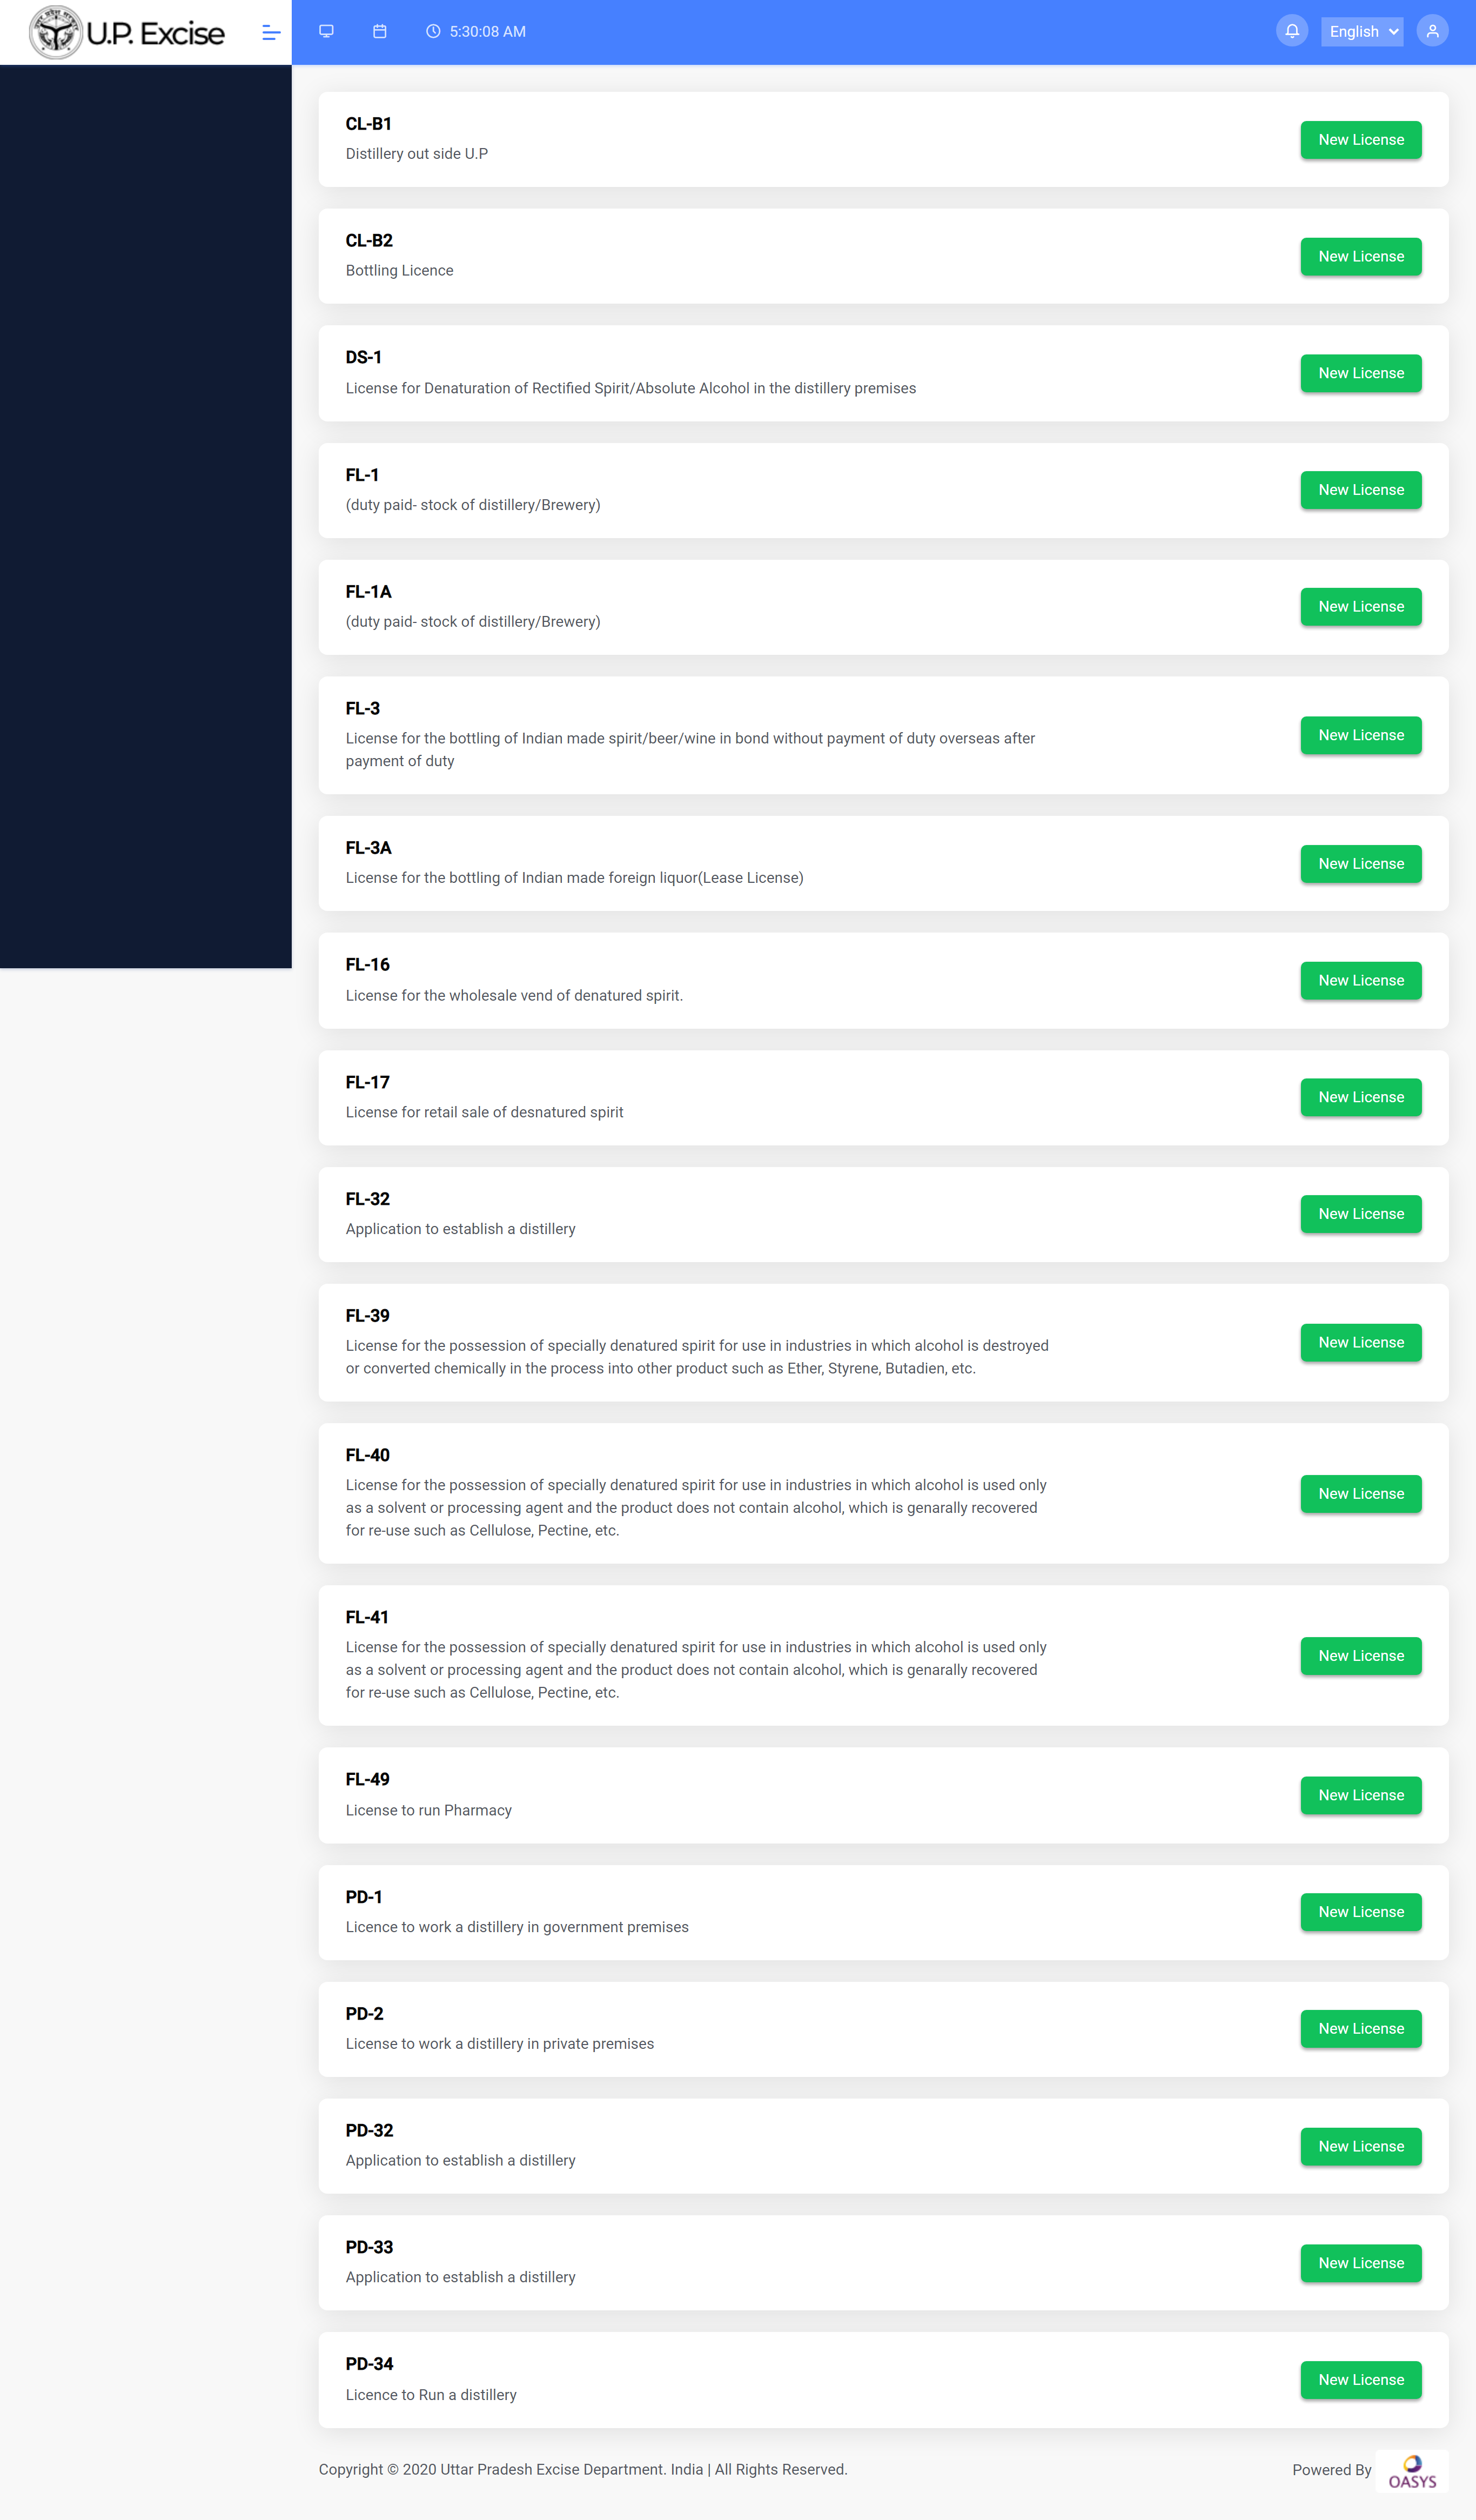 U.P. Excise
5:30:08 AM
English
CL-B1
Distillery out side U.P
New License
CL-B2
Bottling Licence
New License
DS-1
License for Denaturation of Rectified Spirit/Absolute Alcohol in the distillery premises
New License
FL-1
(duty paid- stock of distillery/Brewery)
New License
FL-1A
(duty paid- stock of distillery/Brewery)
New License
FL-3
License for the bottling of Indian made spirit/beer/wine in bond without payment of duty overseas after
payment of duty
New License
FL-3A
License for the bottling of Indian made foreign liquor(Lease License)
New License
FL-16
License for the wholesale vend of denatured spirit.
New License
FL-17
License for retail sale of desnatured spirit
New License
FL-32
Application to establish a distillery
New License
FL-39
License for the possession of specially denatured spirit for use in industries in which alcohol is destroyed
or converted chemically in the process into other product such as Ether, Styrene, Butadien, etc.
New License
FL-40
License for the possession of specially denatured spirit for use in industries in which alcohol is used only
as a solvent or processing agent and the product does not contain alcohol, which is genarally recovered
for re-use such as Cellulose, Pectine, etc.
New License
FL-41
License for the possession of specially denatured spirit for use in industries in which alcohol is used only
as a solvent or processing agent and the product does not contain alcohol, which is genarally recovered
for re-use such as Cellulose, Pectine, etc.
New License
FL-49
License to run Pharmacy
New License
PD-1
Licence to work a distillery in government premises
New License
PD-2
License to work a distillery in private premises
New License
PD-32
Application to establish a distillery
New License
PD-33
Application to establish a distillery
New License
PD-34
Licence to Run a distillery
New License
Copyright © 2020 Uttar Pradesh Excise Department. India | All Rights Reserved.
Powered By
OASYS